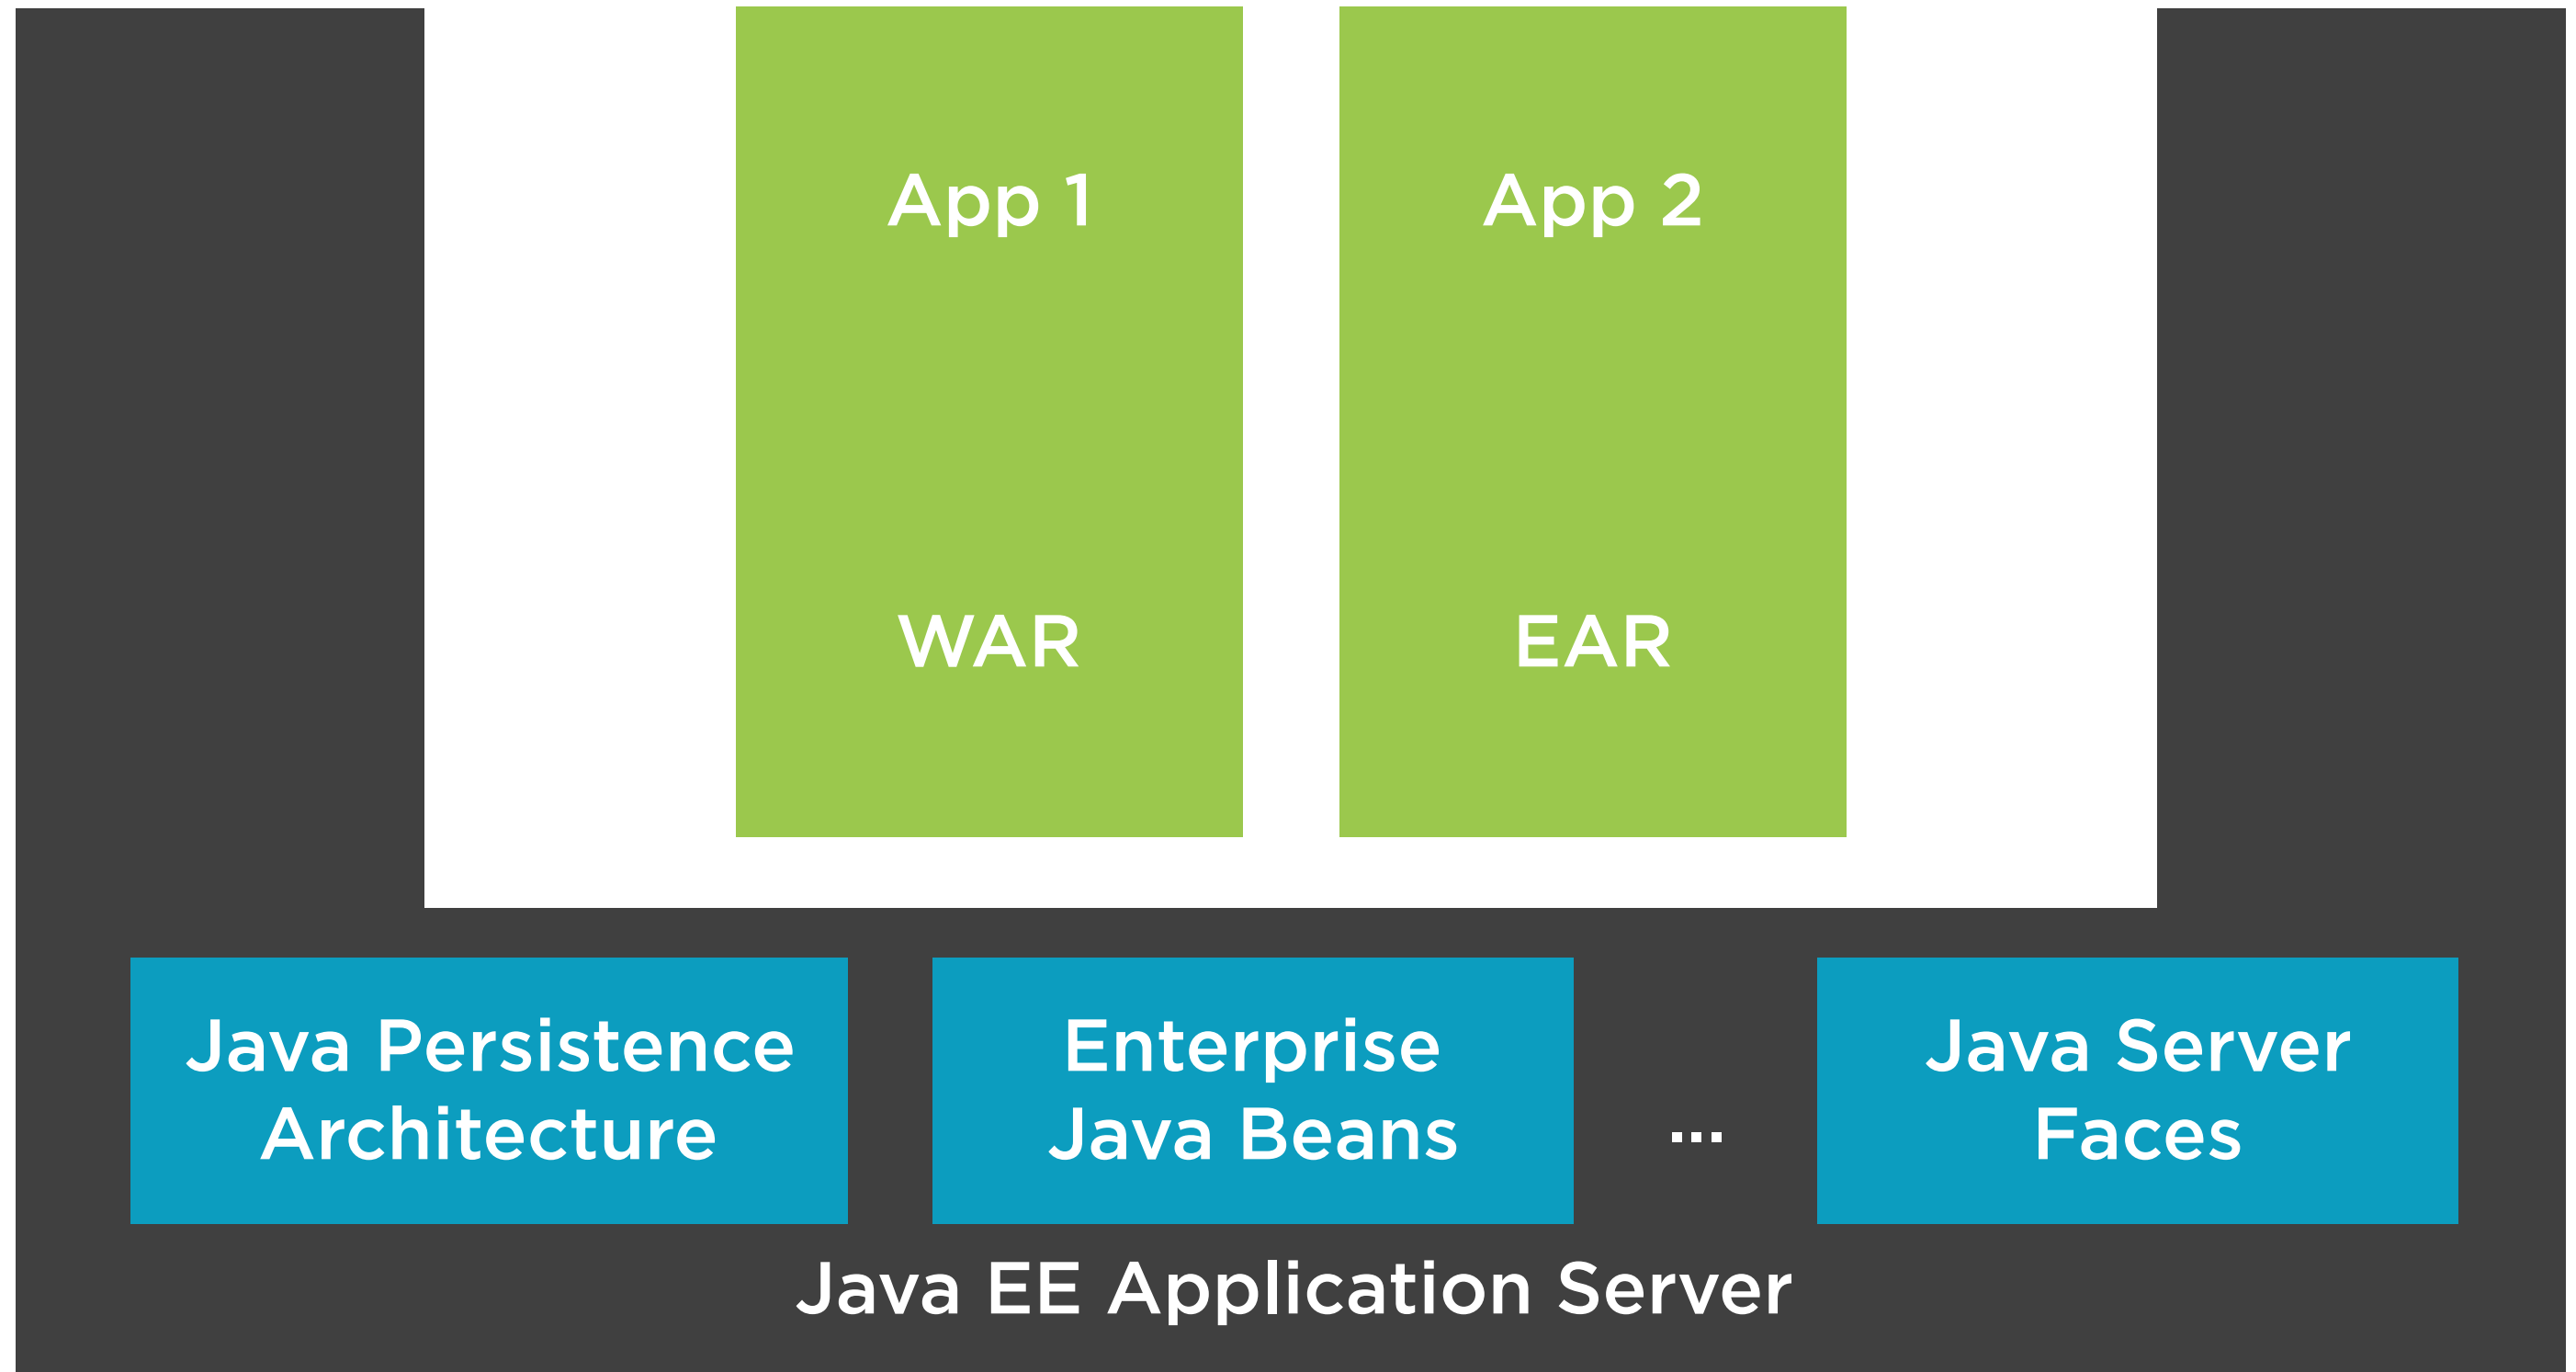 App 1
App 2
WAR
EAR
Java Persistence
Architecture
Enterprise
Java Beans
...
Java Server
Faces
Java EE Application Server